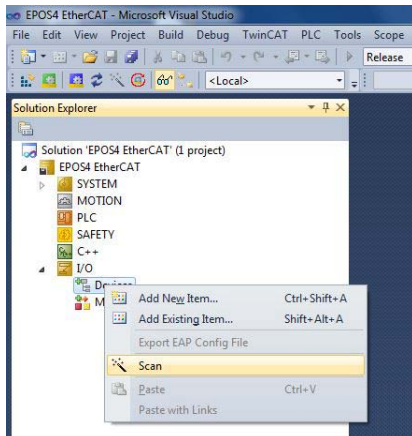 EPOS4 EtherCAT - Microsoft Visual Studio
File Edit View Project Build Debug TwinCAT PLC Tools Scope
Release
<Local>
Solution Explorer
Solution 'EPOS4 EtherCAT' (1 project)
EPOS4 EtherCAT
SYSTEM
MOTION
PLC
SAFETY
C++
I/O
Add New Item... Ctrl+Shift+A
Add Existing Item... Shift+Alt+A
Export EAP Config File
Scan
Paste Ctrl+V
Paste with Links